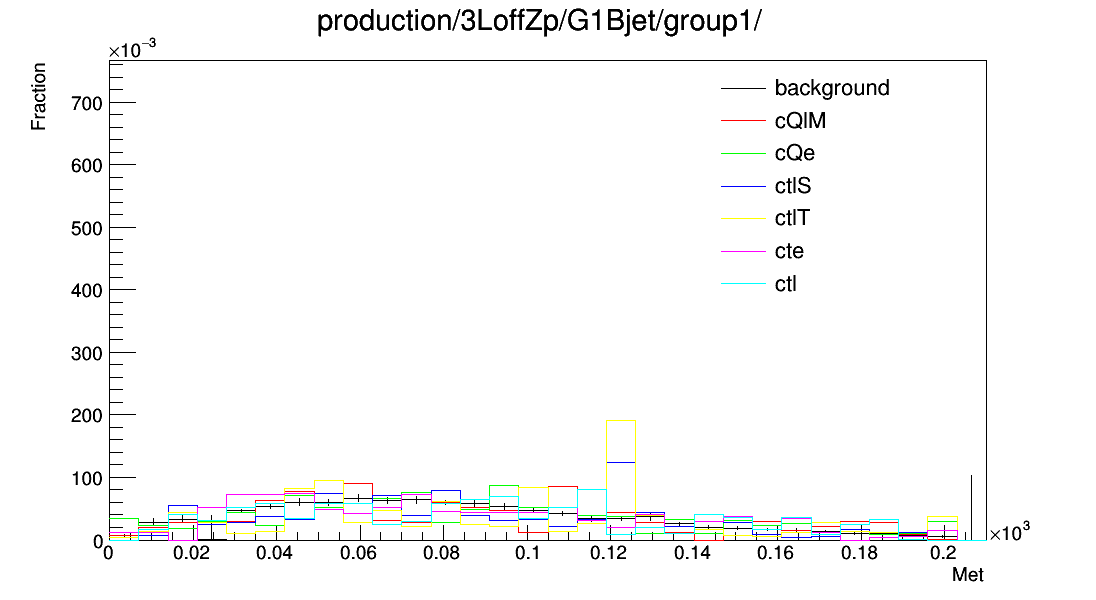 production/3LoffZp/G1Bjet/group1/
×10⁻³
Fraction
700
600
500
400
300
200
100
0
background
cQlM
cQe
ctlS
ctlT
cte
ctl
0 0.02 0.04 0.06 0.08 0.1 0.12 0.14 0.16 0.18 0.2
×10³
Met